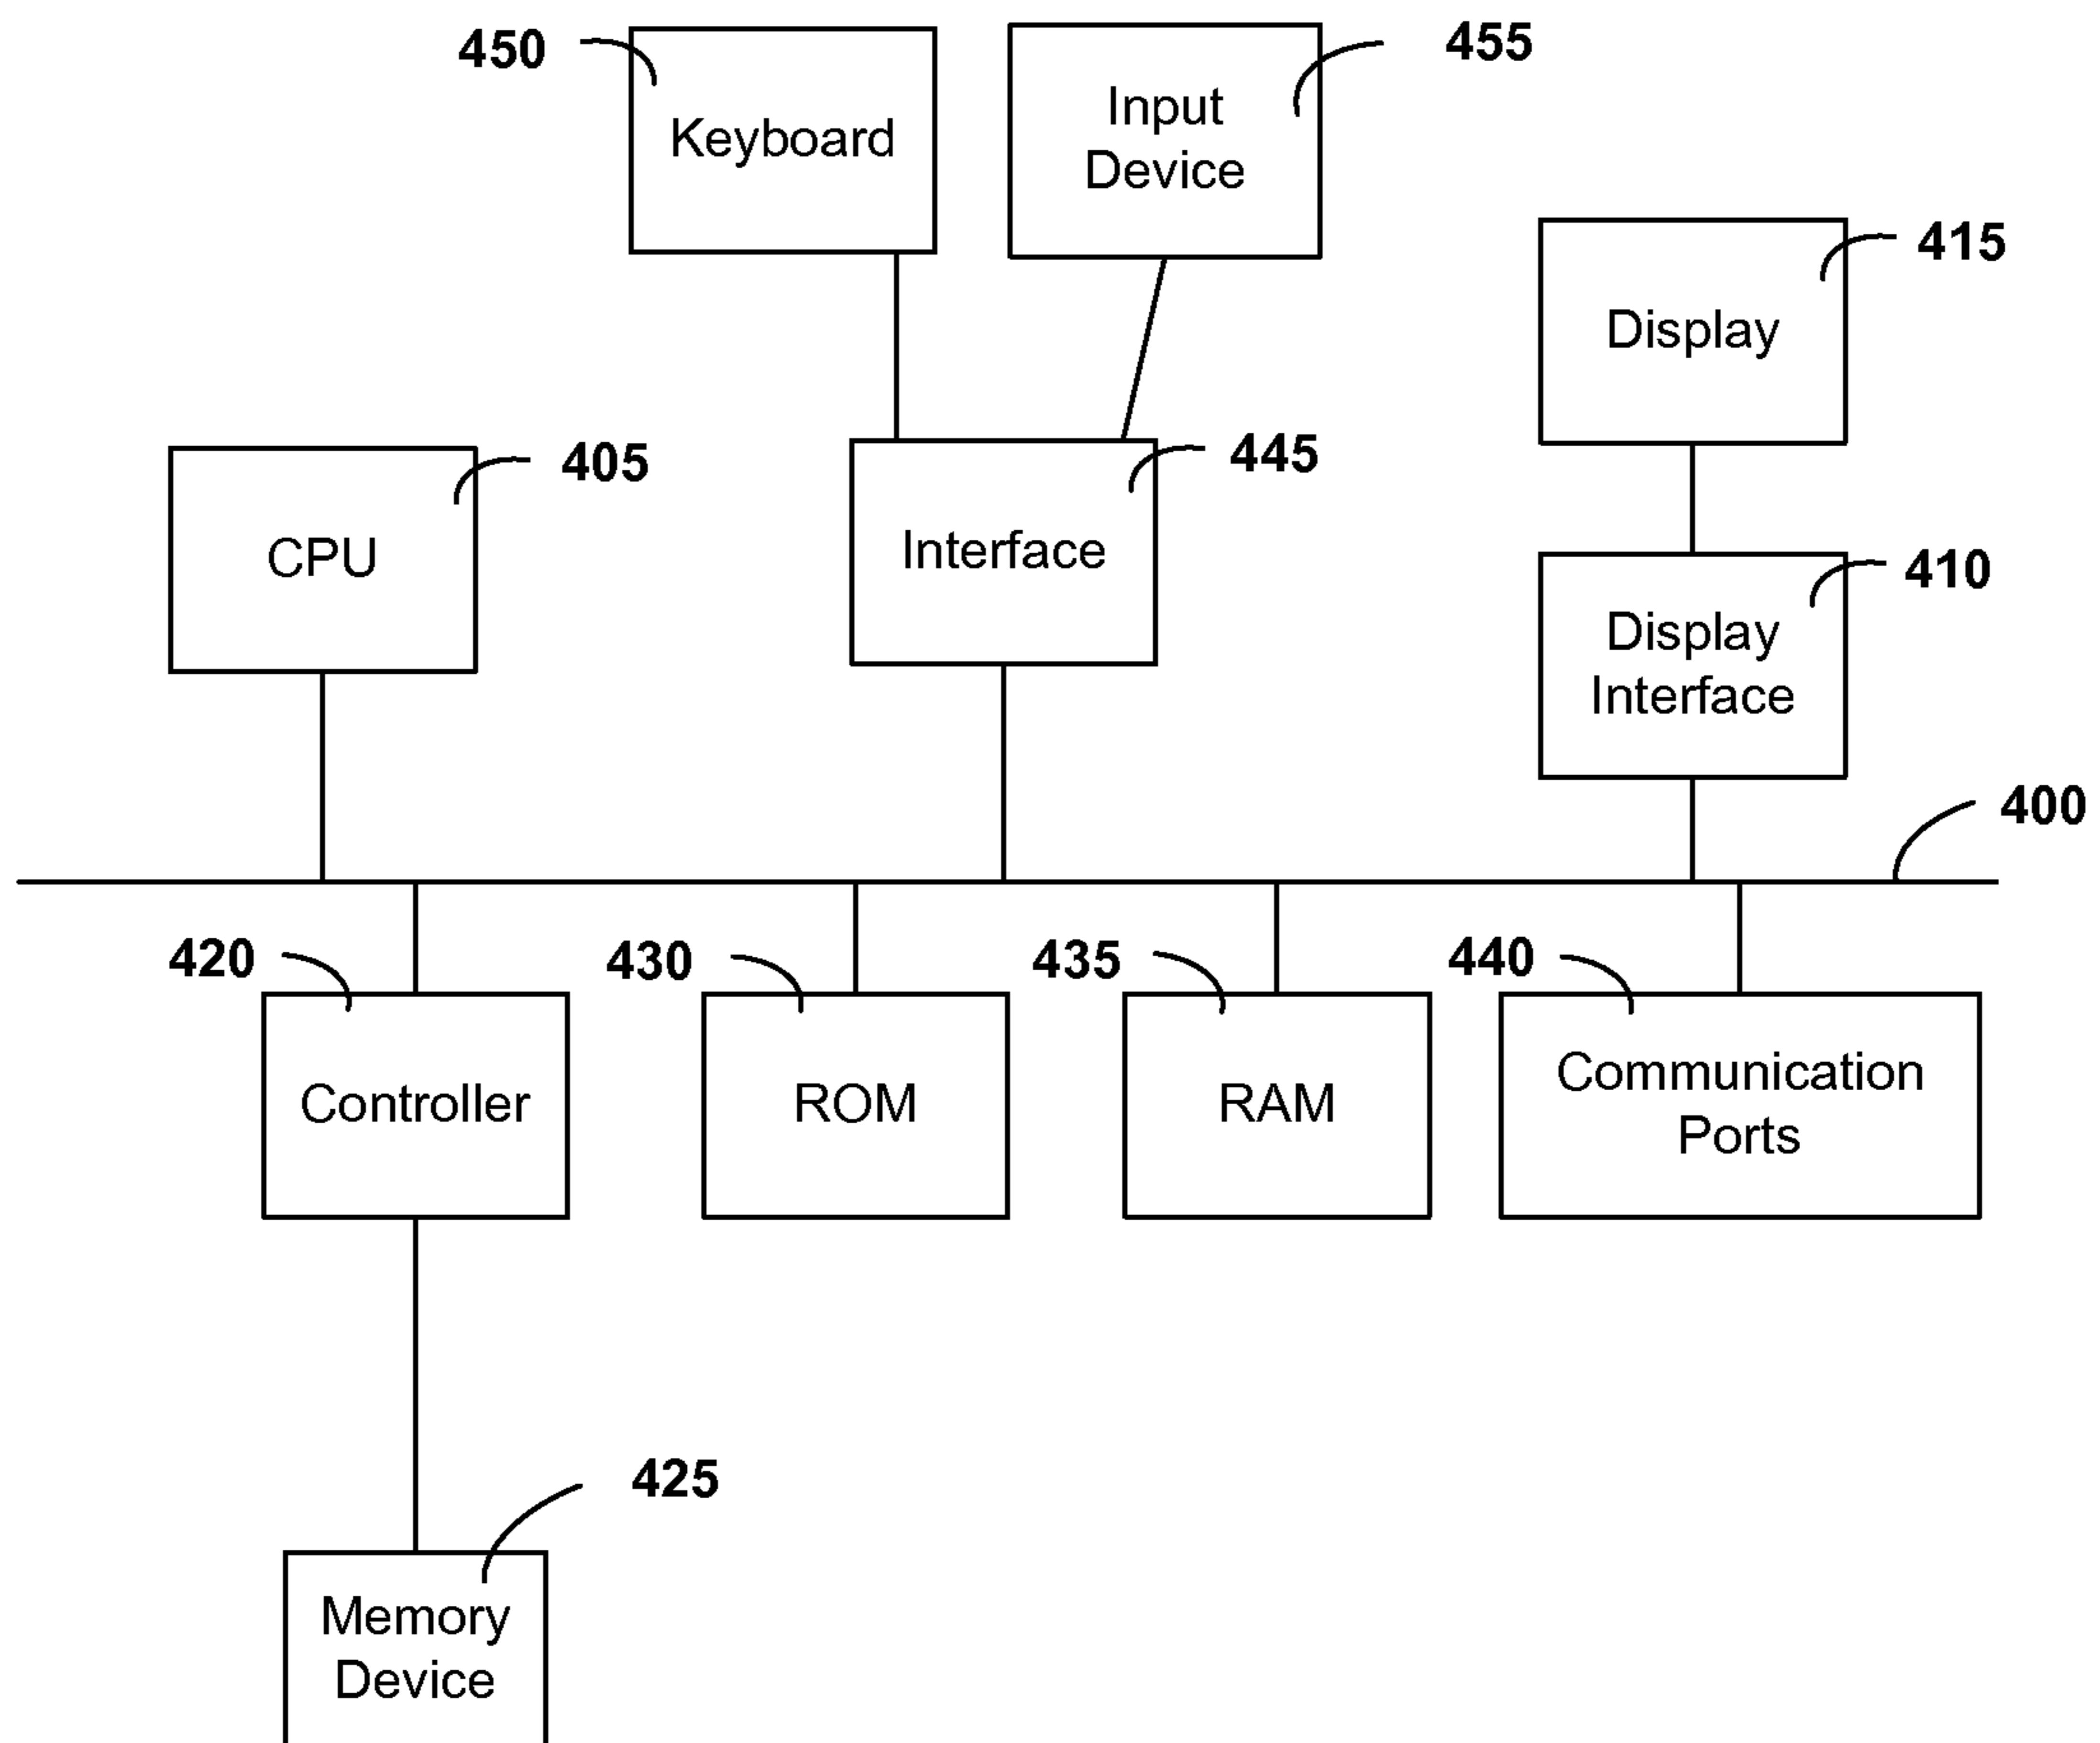 450
455
Keyboard
Input
Device
415
Display
405
445
CPU
Interface
410
Display
Interface
400
420
430
435
440
Controller
ROM
RAM
Communication
Ports
425
Memory
Device